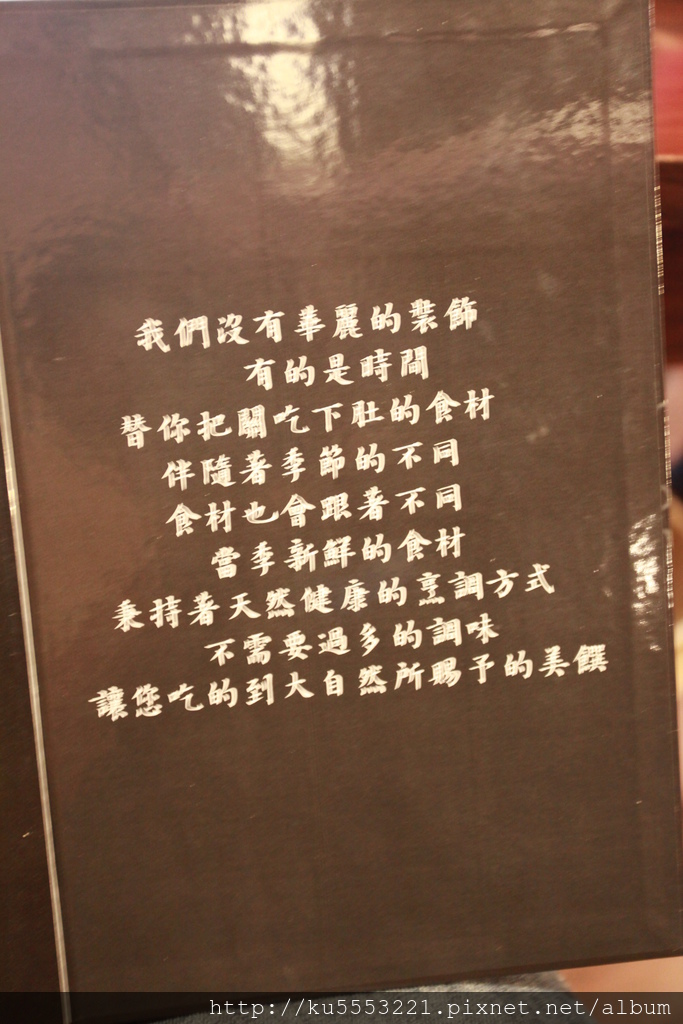 我們沒有華麗的裝飾
有的是時間
替你把關吃下肚的食材
伴隨著季節的不同
食材也會跟著不同
當季新鮮的食材
秉持著天然健康的烹調方式
不需要過多的調味
讓您吃的到大自然所賜予的美饌
http://ku5553221.pixnet.net/album